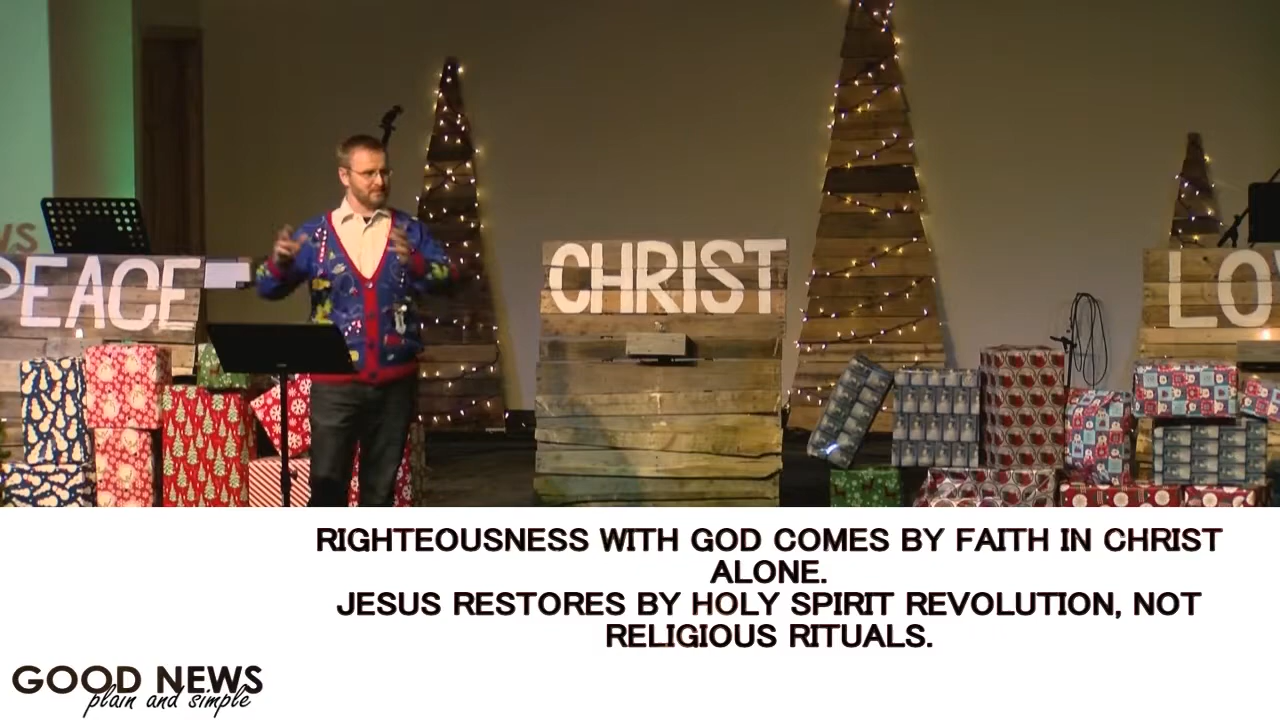 PEACE
CHRIST
RIGHTEOUSNESS WITH GOD COMES BY FAITH IN CHRIST
ALONE.
JESUS RESTORES BY HOLY SPIRIT REVOLUTION, NOT
RELIGIOUS RITUALS.
GOOD NEWS
plain and simple